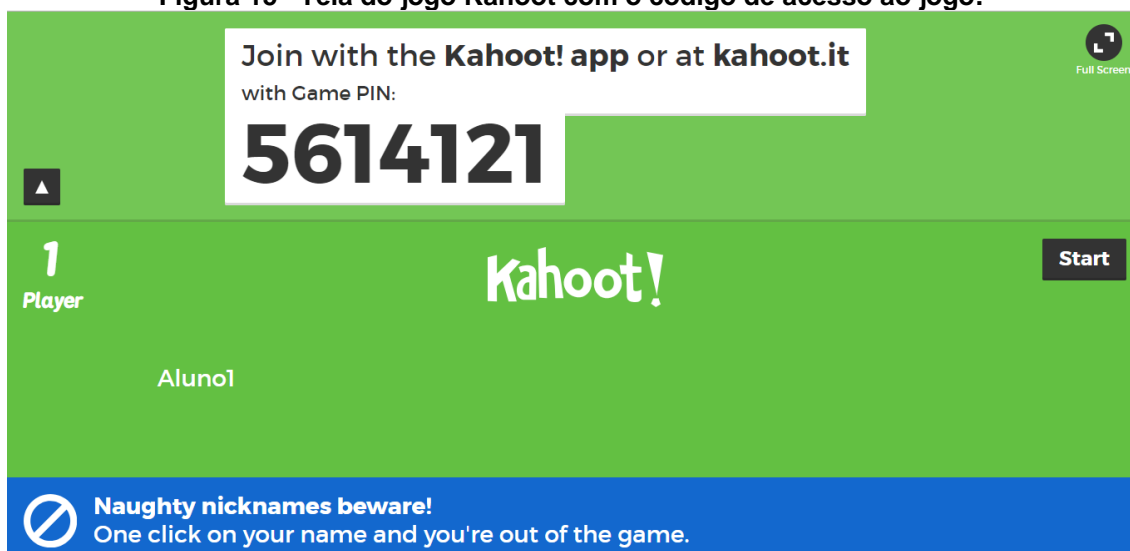 Figura 15 - Tela do jogo Kahoot com o código de acesso ao jogo.
Join with the Kahoot! app or at kahoot.it
with Game PIN:
5614121
Full Screen
1
Player
Kahoot!
Start
Aluno1
Naughty nicknames beware!
One click on your name and you're out of the game.